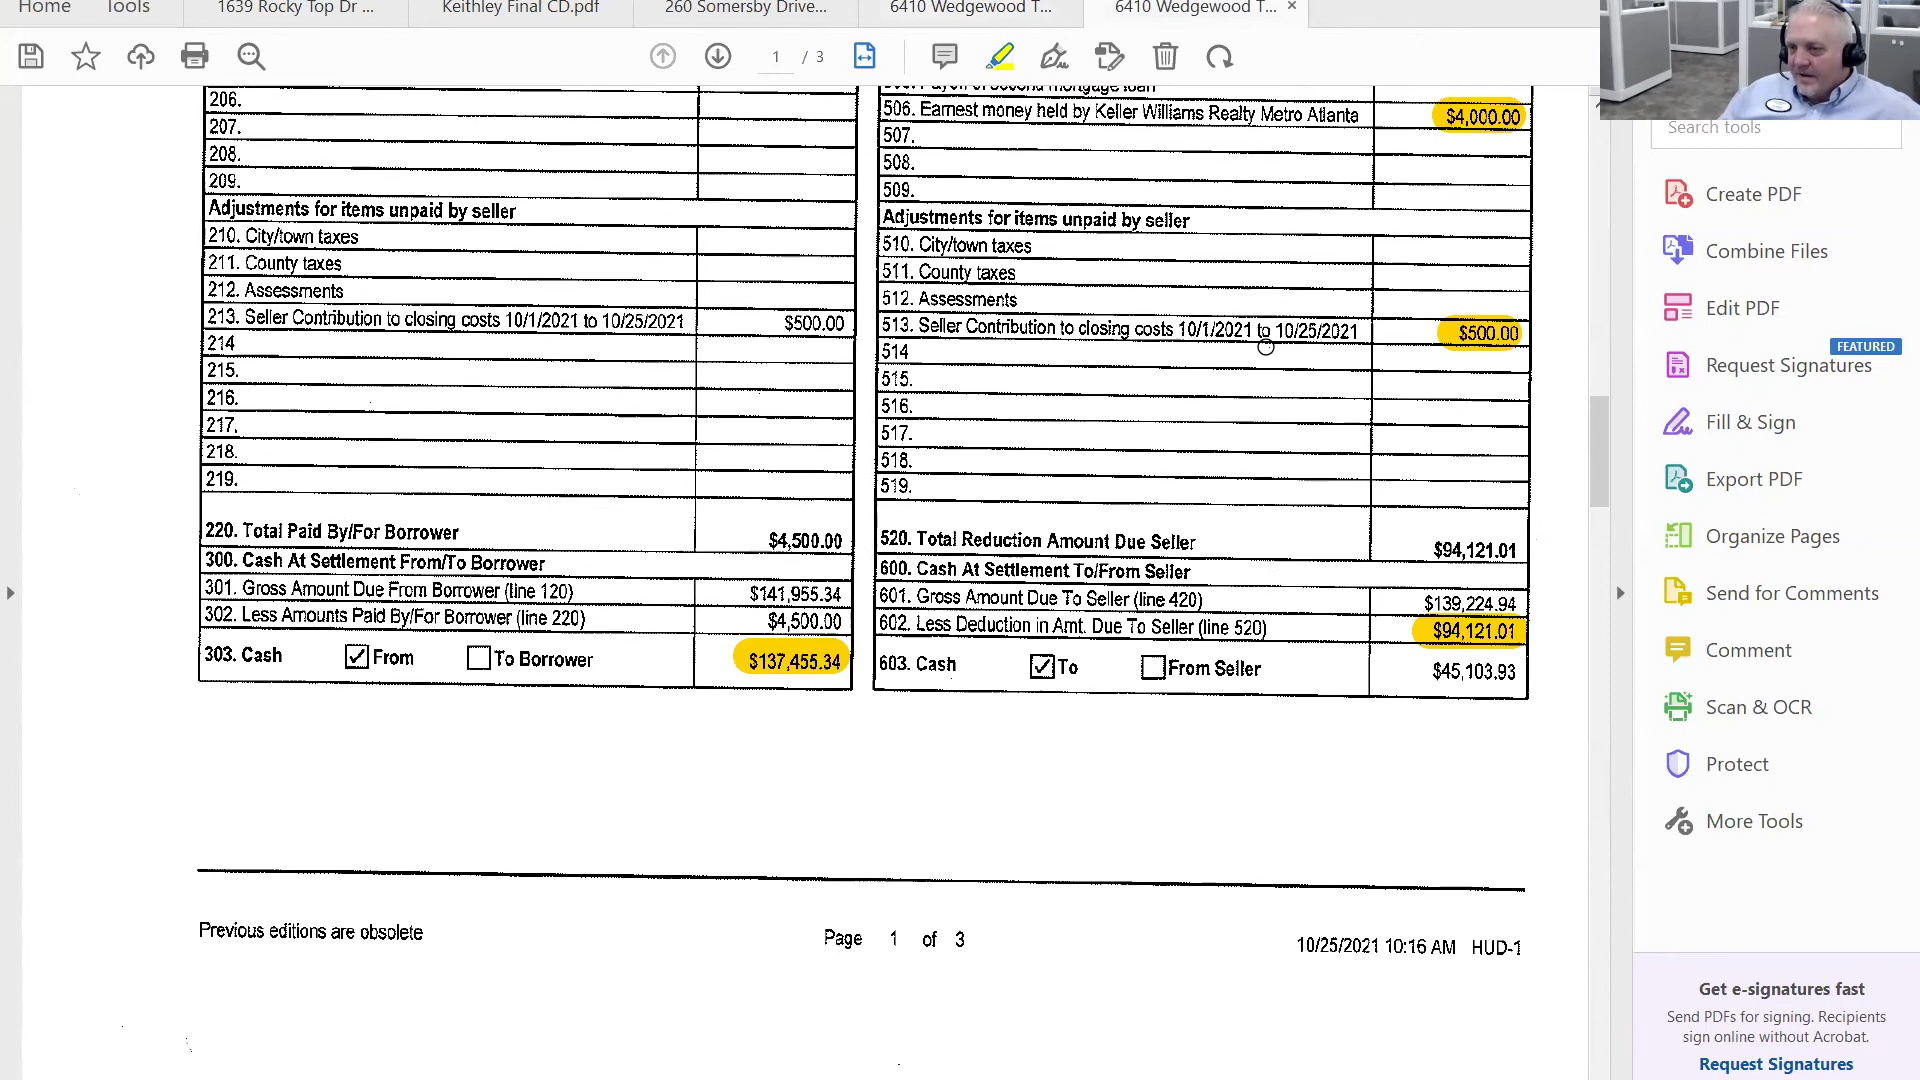 Home
Tools
1639 Rocky Top Dr ...
Keithley Final CD.pdf
260 Somersby Drive...
6410 Wedgewood T...
6410 Wedgewood T... ×
1 / 3
Search tools
206.
207.
208.
209.
Adjustments for items unpaid by seller
210. City/town taxes
211. County taxes
212. Assessments
213. Seller Contribution to closing costs 10/1/2021 to 10/25/2021 $500.00
214
215.
216.
217.
218.
219.
220. Total Paid By/For Borrower $4,500.00
300. Cash At Settlement From/To Borrower
301. Gross Amount Due From Borrower (line 120) $141,955.34
302. Less Amounts Paid By/For Borrower (line 220) $4,500.00
303. Cash From To Borrower $137,455.34
506. Earnest money held by Keller Williams Realty Metro Atlanta $4,000.00
507.
508.
509.
Adjustments for items unpaid by seller
510. City/town taxes
511. County taxes
512. Assessments
513. Seller Contribution to closing costs 10/1/2021 to 10/25/2021 $500.00
514
515.
516.
517.
518.
519.
520. Total Reduction Amount Due Seller $94,121.01
600. Cash At Settlement To/From Seller
601. Gross Amount Due To Seller (line 420) $139,224.94
602. Less Deduction in Amt. Due To Seller (line 520) $94,121.01
603. Cash To From Seller $45,103.93
Previous editions are obsolete
Page 1 of 3
10/25/2021 10:16 AM HUD-1
Create PDF
Combine Files
Edit PDF
FEATURED
Request Signatures
Fill & Sign
Export PDF
Organize Pages
Send for Comments
Comment
Scan & OCR
Protect
More Tools
Get e-signatures fast
Send PDFs for signing. Recipients
sign online without Acrobat.
Request Signatures